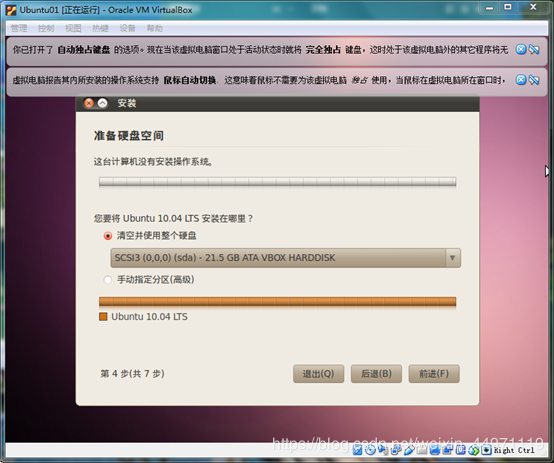 Ubuntu01 [正在运行] - Oracle VM VirtualBox
管理 控制 视图 热键 设备 帮助
你已打开了 自动独占键盘 的选项。现在当该虚拟电脑窗口处于活动状态时就将 完全独占 键盘，这时处于该虚拟电脑外的其它程序将无
虚拟电脑报告其内所安装的操作系统支持 鼠标自动切换。这意味着鼠标不需要为该虚拟电脑 独占 使用，当鼠标在虚拟电脑所在窗口时，
安装
准备硬盘空间
这台计算机没有安装操作系统。
您要将 Ubuntu 10.04 LTS 安装在哪里？
清空并使用整个硬盘
SCSI3 (0,0,0) (sda) - 21.5 GB ATA VBOX HARDDISK
手动指定分区(高级)
Ubuntu 10.04 LTS
第 4 步(共 7 步)
退出(Q) 后退(B) 前进(F)
https://blog.csdn.net/weixin_44971119
Right Ctrl